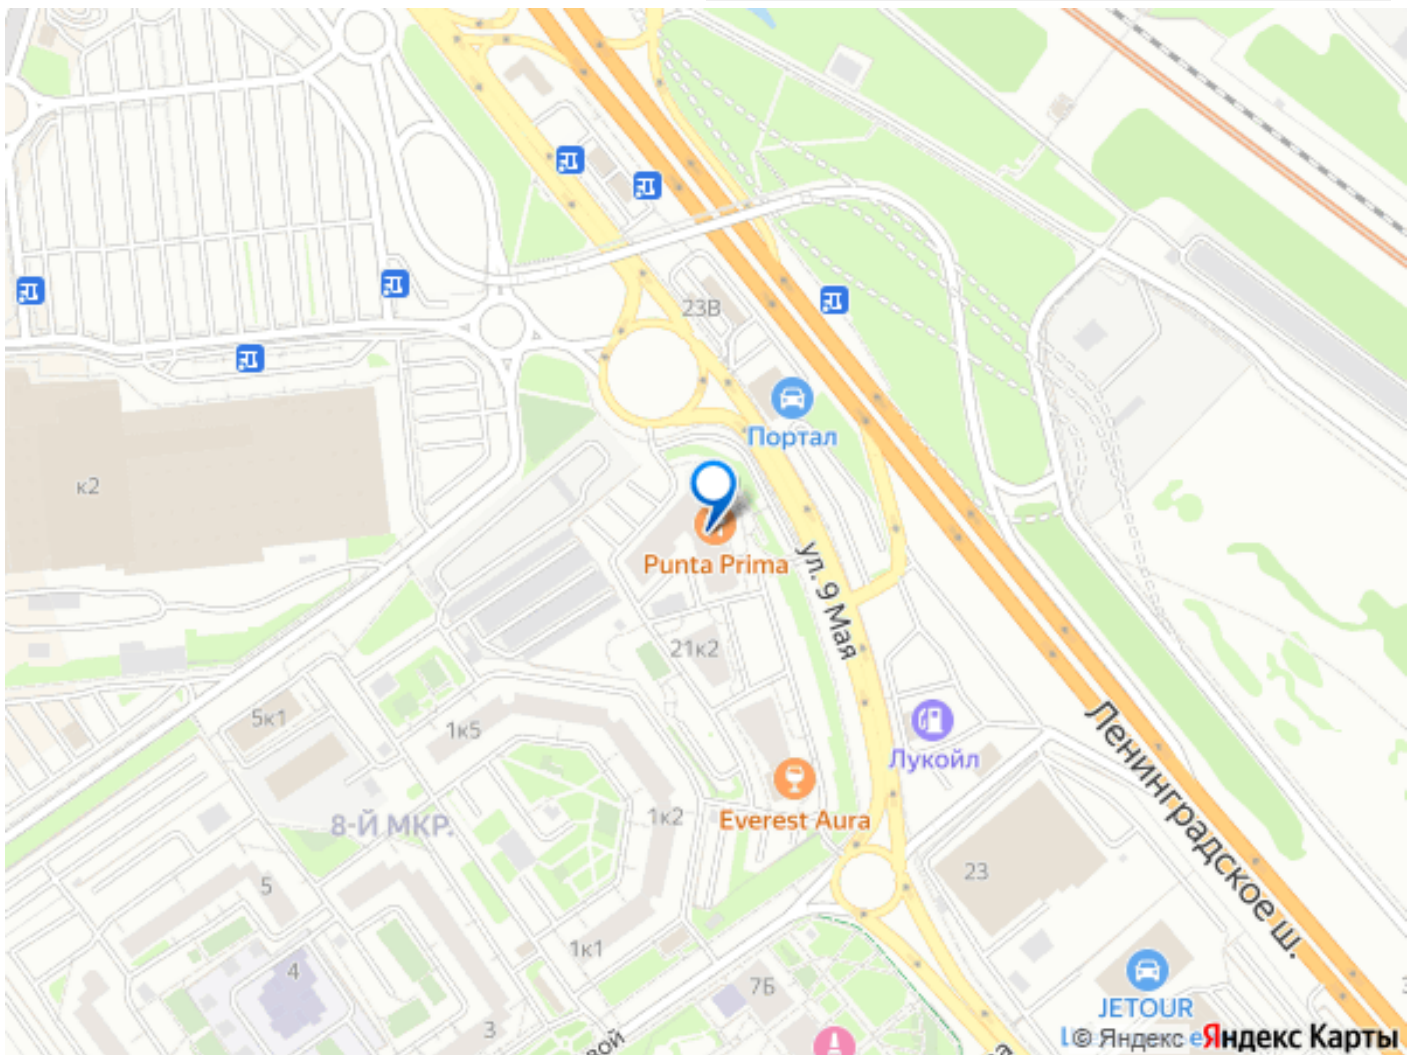 23В
Портал
к2
Punta Prima
ул. 9 Мая
21к2
5к1
1к5
Лукойл
Ленинградское ш.
8-Й МКР.
1к2
Everest Aura
23
5
1к1
4
7Б
3
JETOUR
© Яндекс
Яндекс Карты